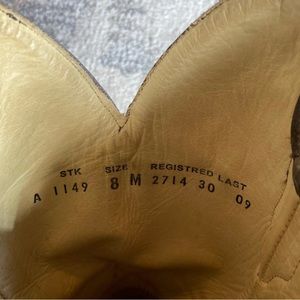 STK SIZE REGISTRED LAST
A 1149 8 M 2714 30 09